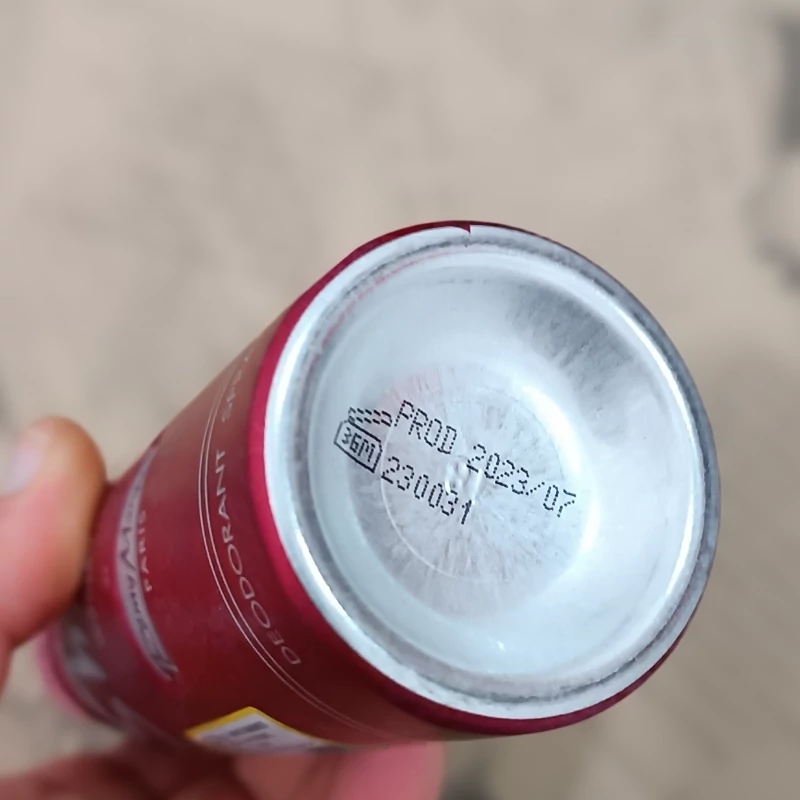 PROD 2023/07
36M 230031
DEODORANT
PARIS